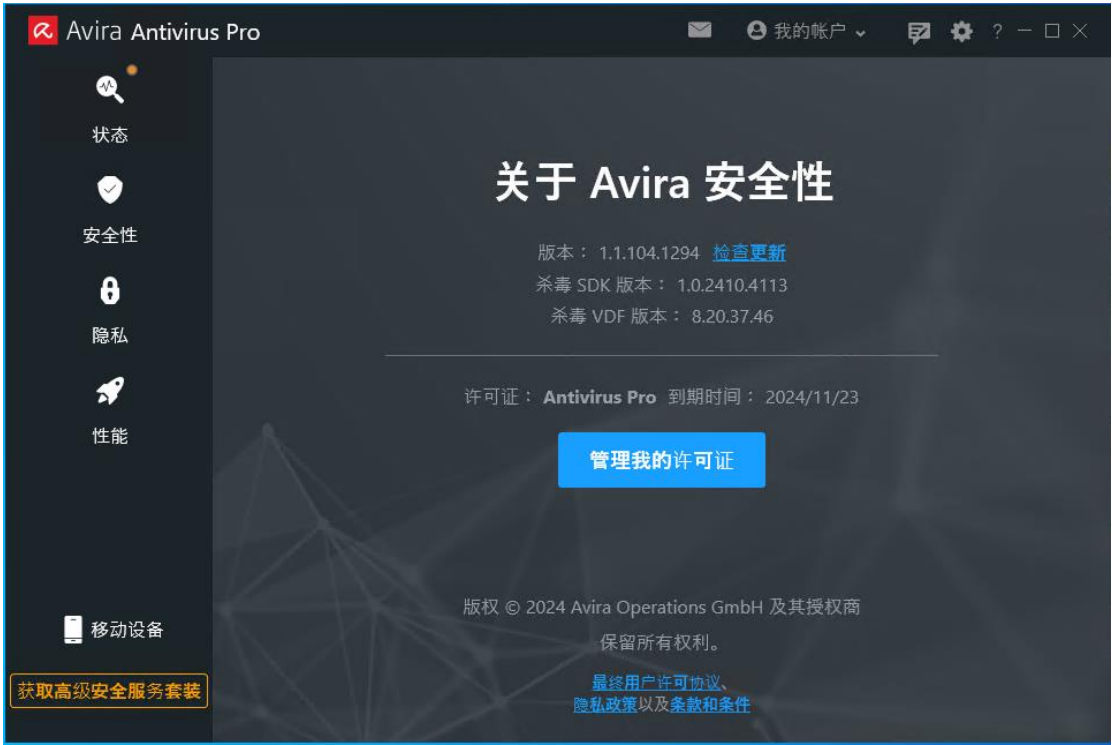 Avira Antivirus Pro
我的帐户
?
状态
安全性
隐私
性能
移动设备
获取高级安全服务套装
关于 Avira 安全性
版本： 1.1.104.1294 检查更新
杀毒 SDK 版本： 1.0.2410.4113
杀毒 VDF 版本： 8.20.37.46
许可证： Antivirus Pro 到期时间： 2024/11/23
管理我的许可证
版权 © 2024 Avira Operations GmbH 及其授权商
保留所有权利。
最终用户许可协议、
隐私政策以及条款和条件